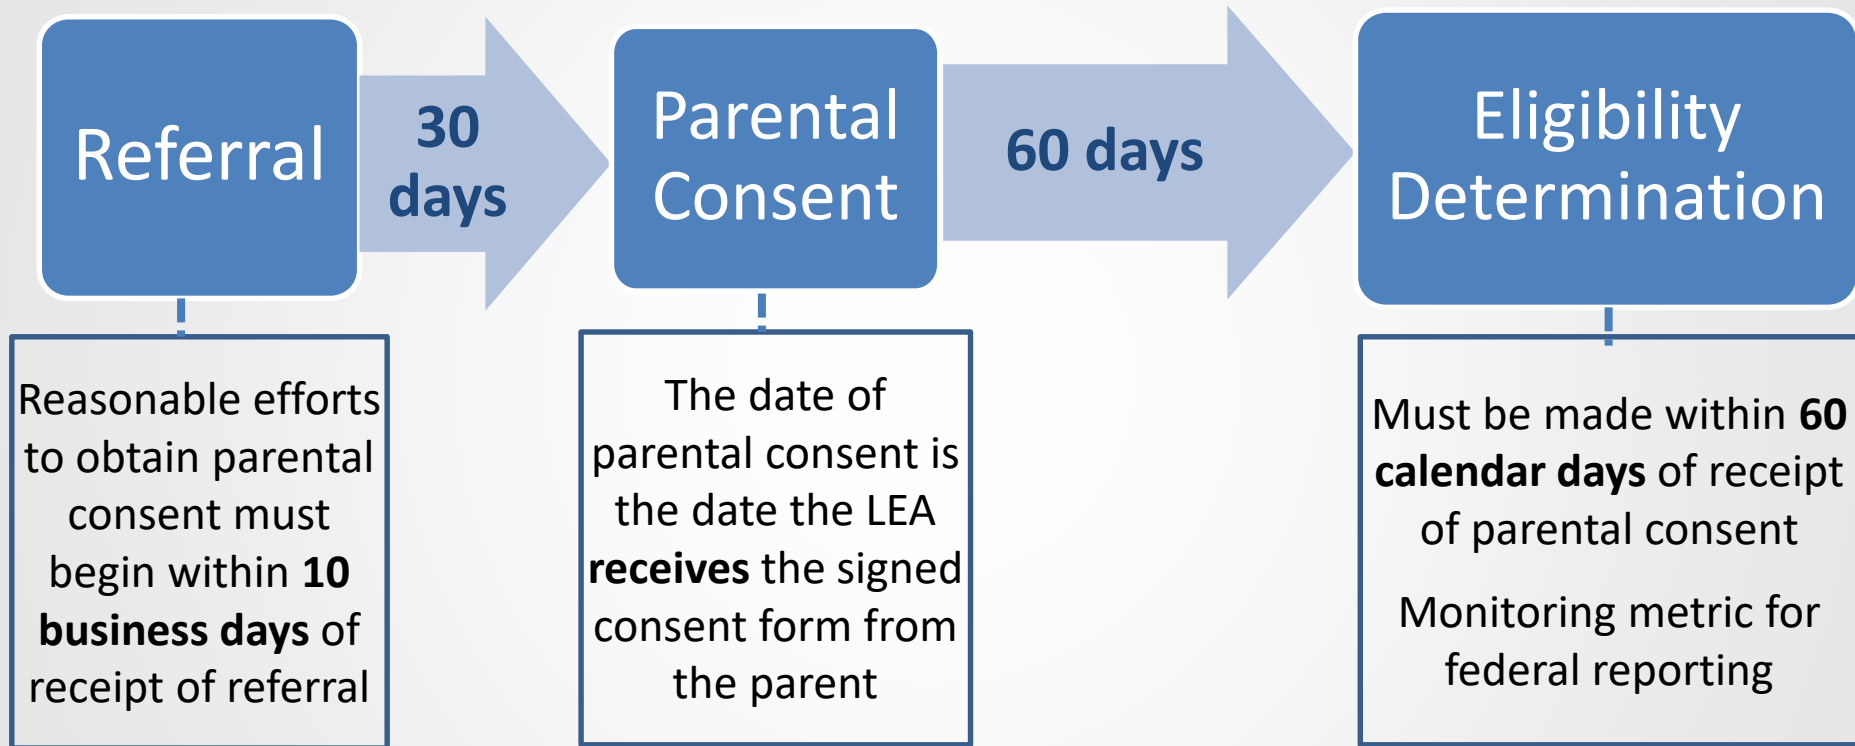 Referral
30
days
Parental
Consent
60 days
Eligibility
Determination
Reasonable efforts
to obtain parental
consent must
begin within 10
business days of
receipt of referral
The date of
parental consent is
the date the LEA
receives the signed
consent form from
the parent
Must be made within 60
calendar days of receipt
of parental consent
Monitoring metric for
federal reporting